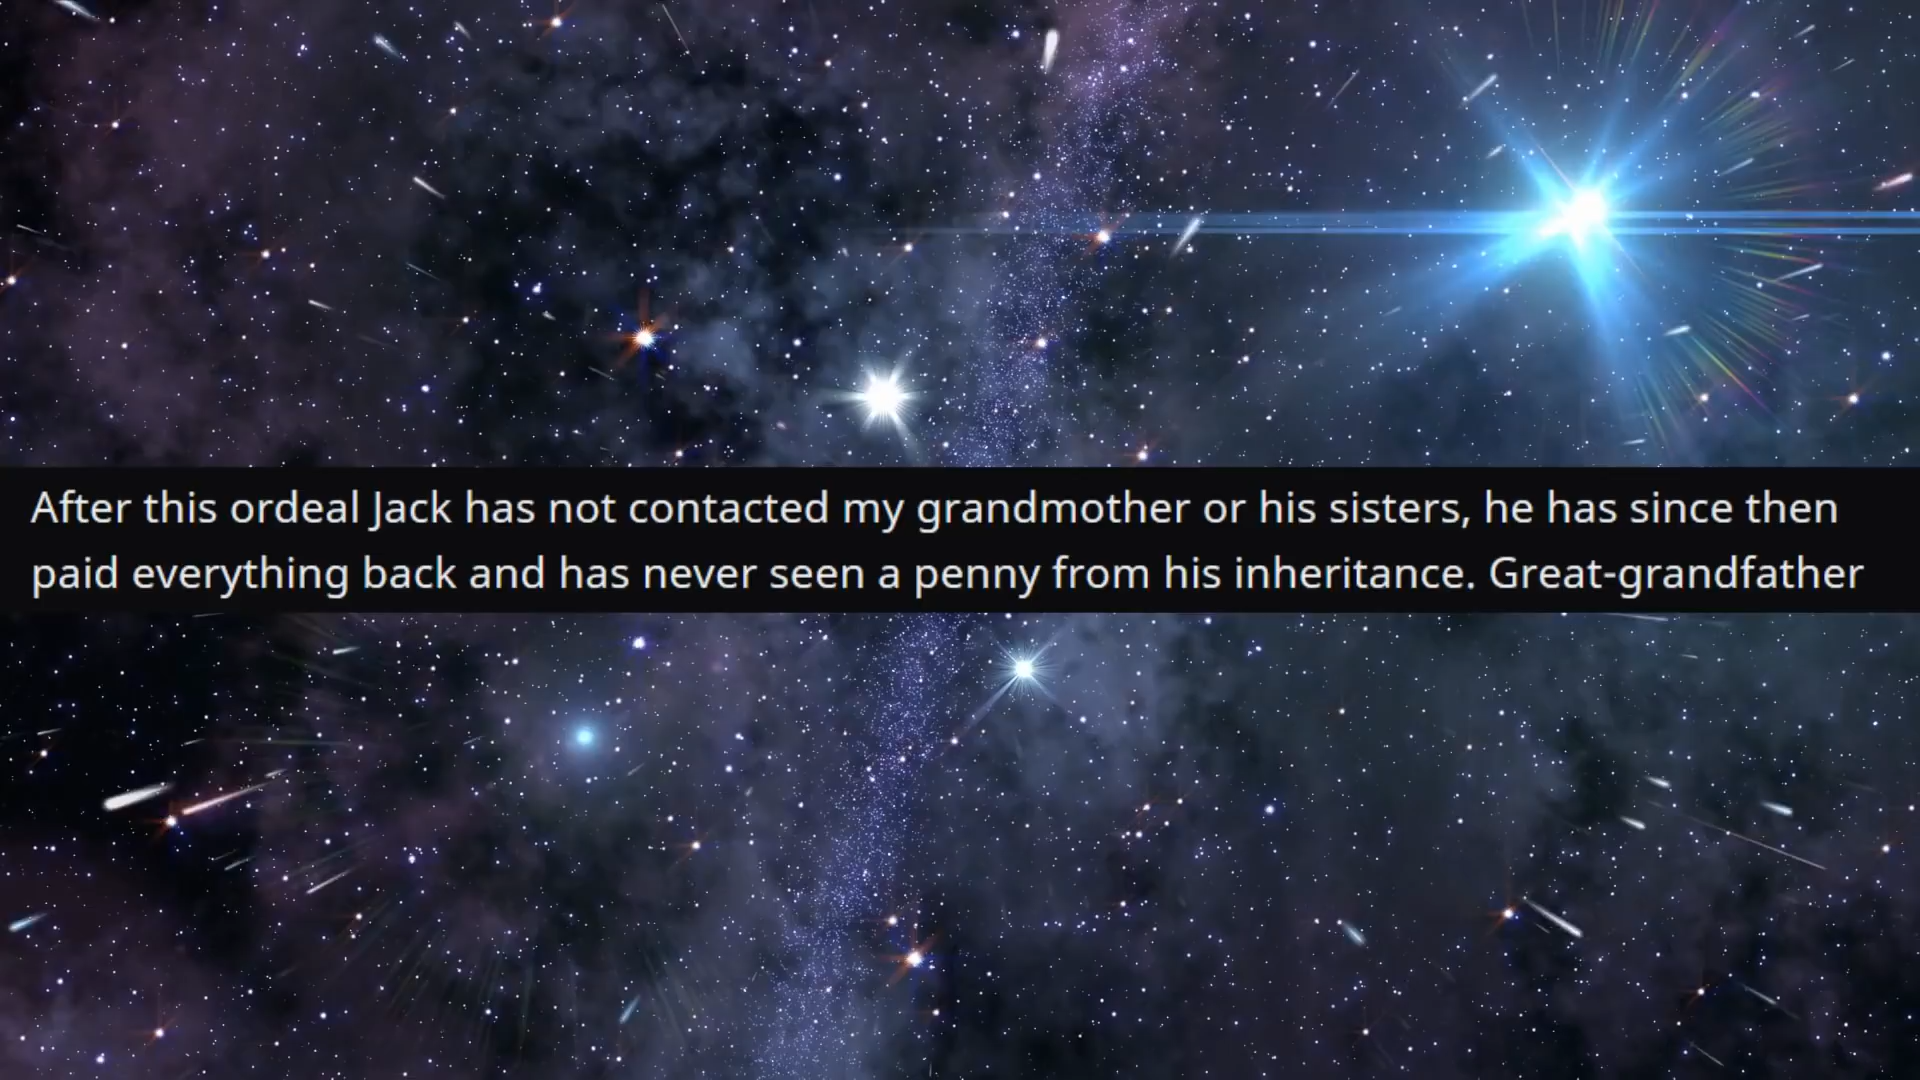 After this ordeal Jack has not contacted my grandmother or his sisters, he has since then
paid everything back and has never seen a penny from his inheritance. Great-grandfather